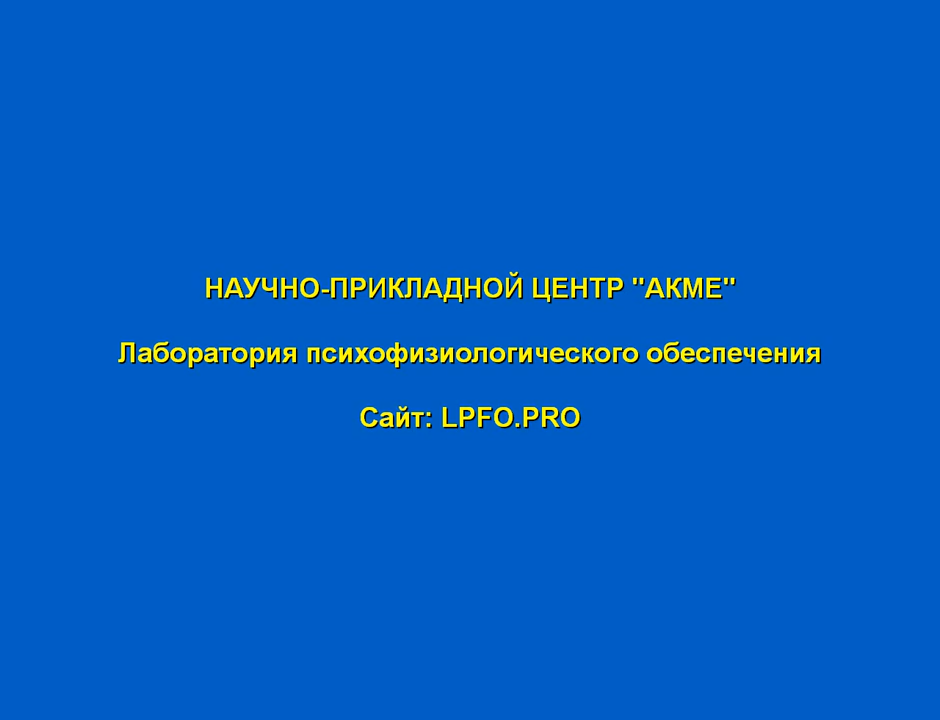 НАУЧНО-ПРИКЛАДНОЙ ЦЕНТР "АКМЕ"
Лаборатория психофизиологического обеспечения
Сайт: LPFO.PRO